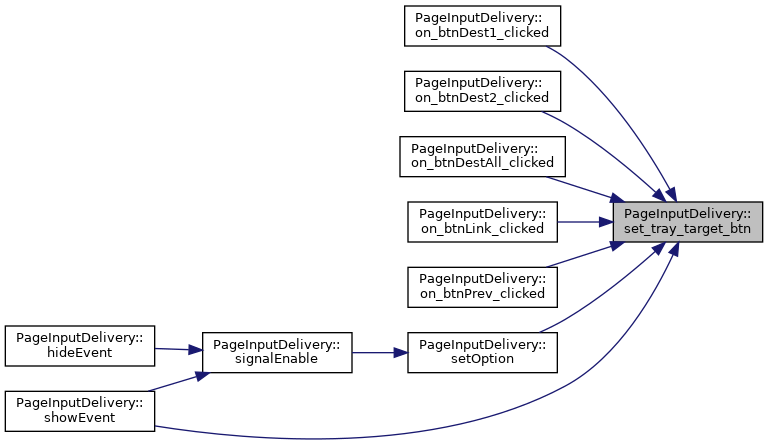 PageInputDelivery::
on_btnDest1_clicked
PageInputDelivery::
on_btnDest2_clicked
PageInputDelivery::
on_btnDestAll_clicked
PageInputDelivery::
set_tray_target_btn
PageInputDelivery::
on_btnLink_clicked
PageInputDelivery::
on_btnPrev_clicked
PageInputDelivery::
hideEvent
PageInputDelivery::
signalEnable
PageInputDelivery::
setOption
PageInputDelivery::
showEvent